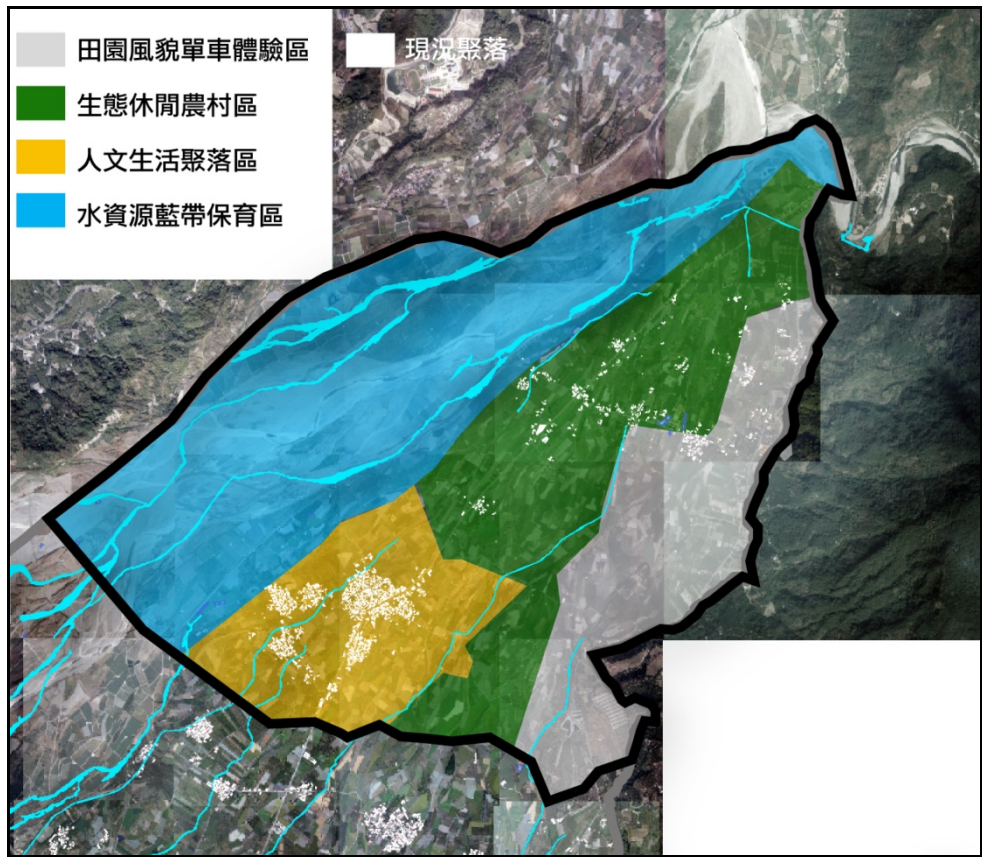 田園風貌單車體驗區
現況聚落
生態休閒農村區
人文生活聚落區
水資源藍帶保育區